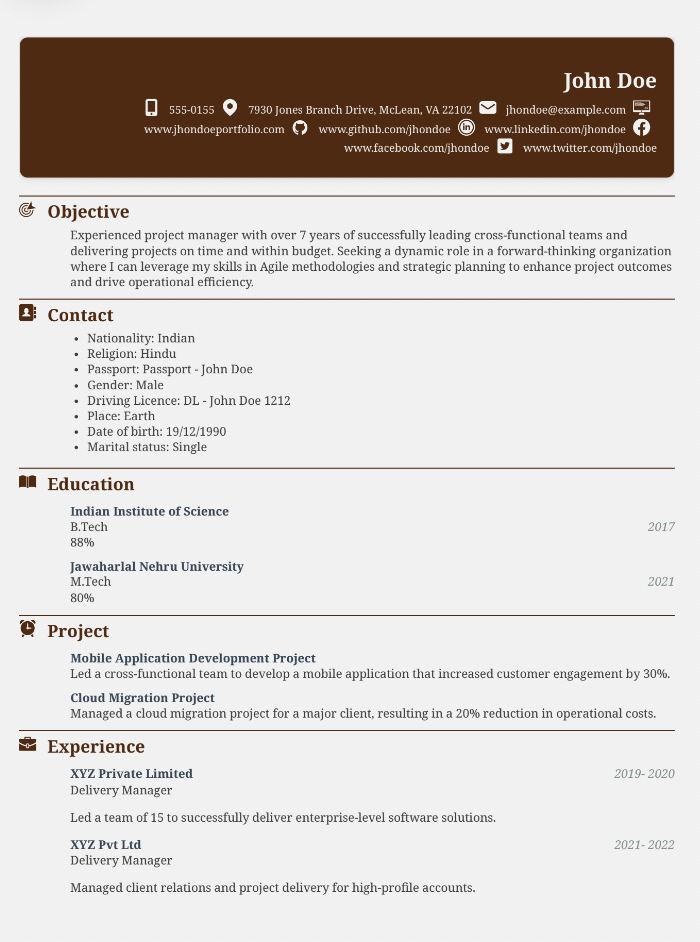 John Doe
555-0155 7930 Jones Branch Drive, McLean, VA 22102 jhondoe@example.com
www.jhondoeportfolio.com www.github.com/jhondoe www.linkedin.com/jhondoe
www.facebook.com/jhondoe www.twitter.com/jhondoe
Objective
Experienced project manager with over 7 years of successfully leading cross-functional teams and
delivering projects on time and within budget. Seeking a dynamic role in a forward-thinking organization
where I can leverage my skills in Agile methodologies and strategic planning to enhance project outcomes
and drive operational efficiency.
Contact
• Nationality: Indian
• Religion: Hindu
• Passport: Passport - John Doe
• Gender: Male
• Driving Licence: DL - John Doe 1212
• Place: Earth
• Date of birth: 19/12/1990
• Marital status: Single
Education
Indian Institute of Science
B.Tech 2017
88%
Jawaharlal Nehru University
M.Tech 2021
80%
Project
Mobile Application Development Project
Led a cross-functional team to develop a mobile application that increased customer engagement by 30%.
Cloud Migration Project
Managed a cloud migration project for a major client, resulting in a 20% reduction in operational costs.
Experience
XYZ Private Limited 2019- 2020
Delivery Manager
Led a team of 15 to successfully deliver enterprise-level software solutions.
XYZ Pvt Ltd 2021- 2022
Delivery Manager
Managed client relations and project delivery for high-profile accounts.